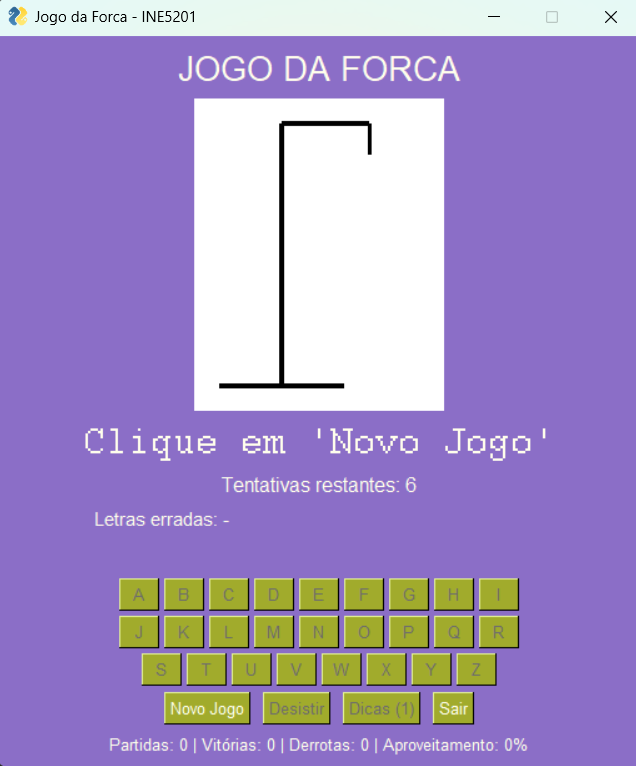 Jogo da Forca - INE5201
JOGO DA FORCA
Clique em 'Novo Jogo'
Tentativas restantes: 6
Letras erradas: -
A B C D E F G H I
J K L M N O P Q R
S T U V W X Y Z
Novo Jogo Desistir Dicas (1) Sair
Partidas: 0 | Vitórias: 0 | Derrotas: 0 | Aproveitamento: 0%